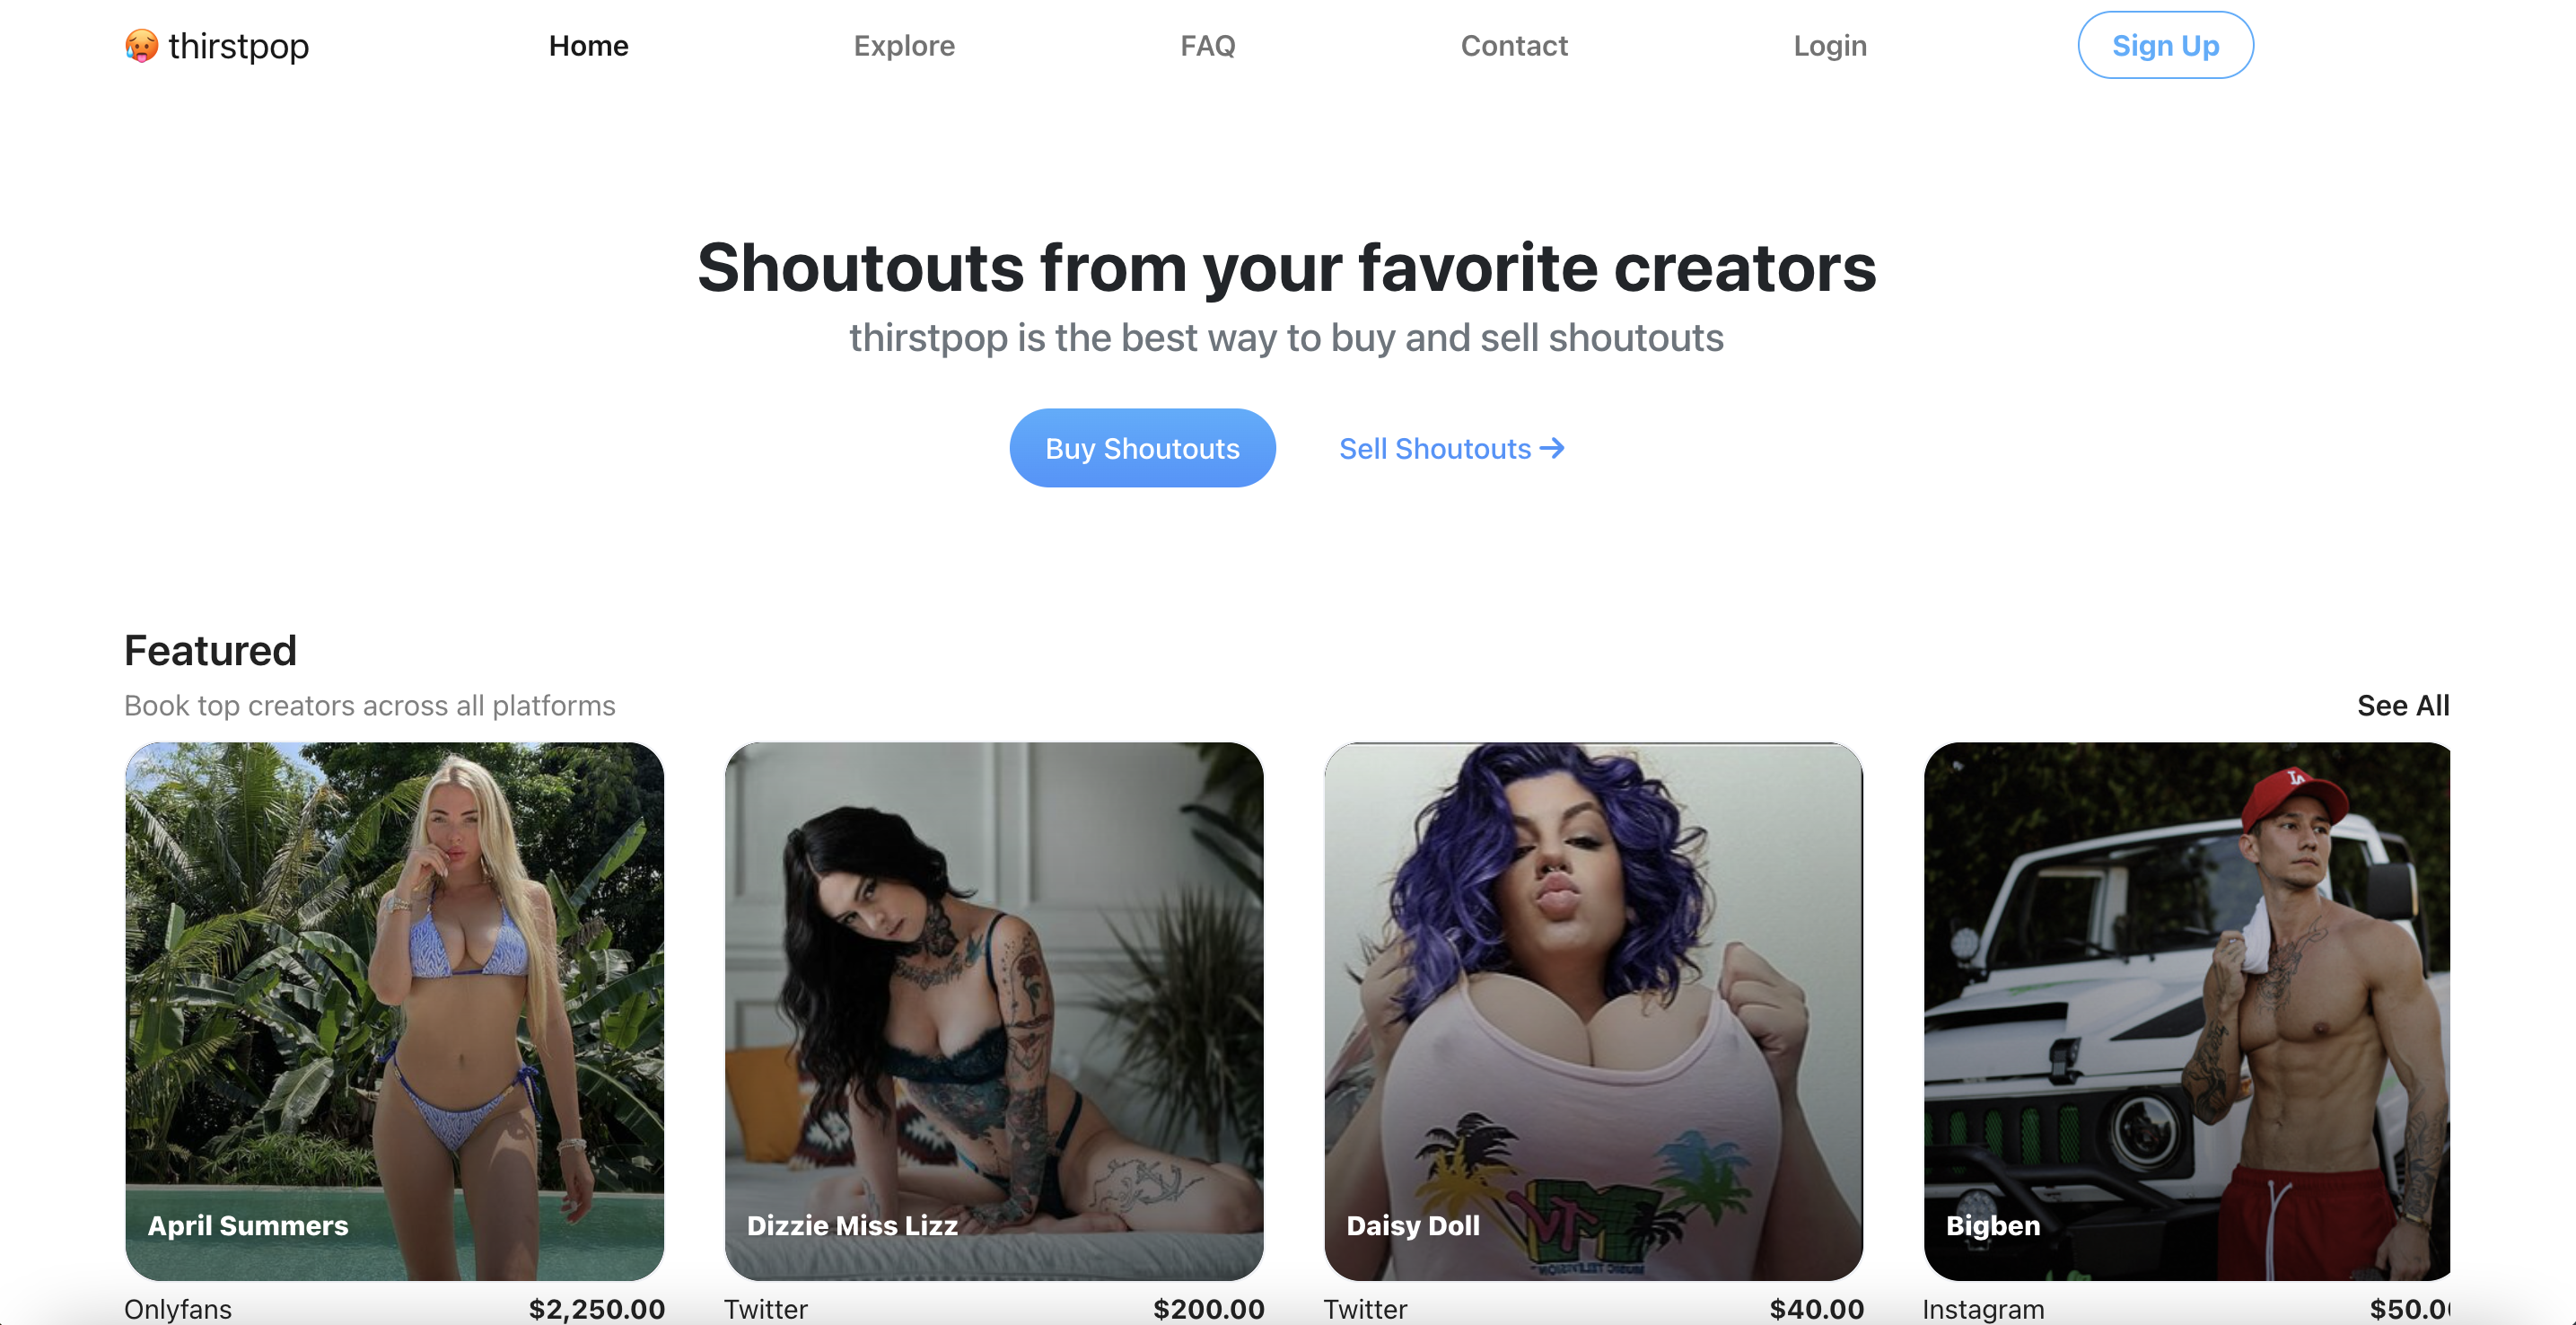 thirstpop
Home
Explore
FAQ
Contact
Login
Sign Up
Shoutouts from your favorite creators
thirstpop is the best way to buy and sell shoutouts
Buy Shoutouts
Sell Shoutouts →
Featured
Book top creators across all platforms
See All
April Summers
Dizzie Miss Lizz
Daisy Doll
Bigben
Onlyfans
$2,250.00
Twitter
$200.00
Twitter
$40.00
Instagram
$50.0